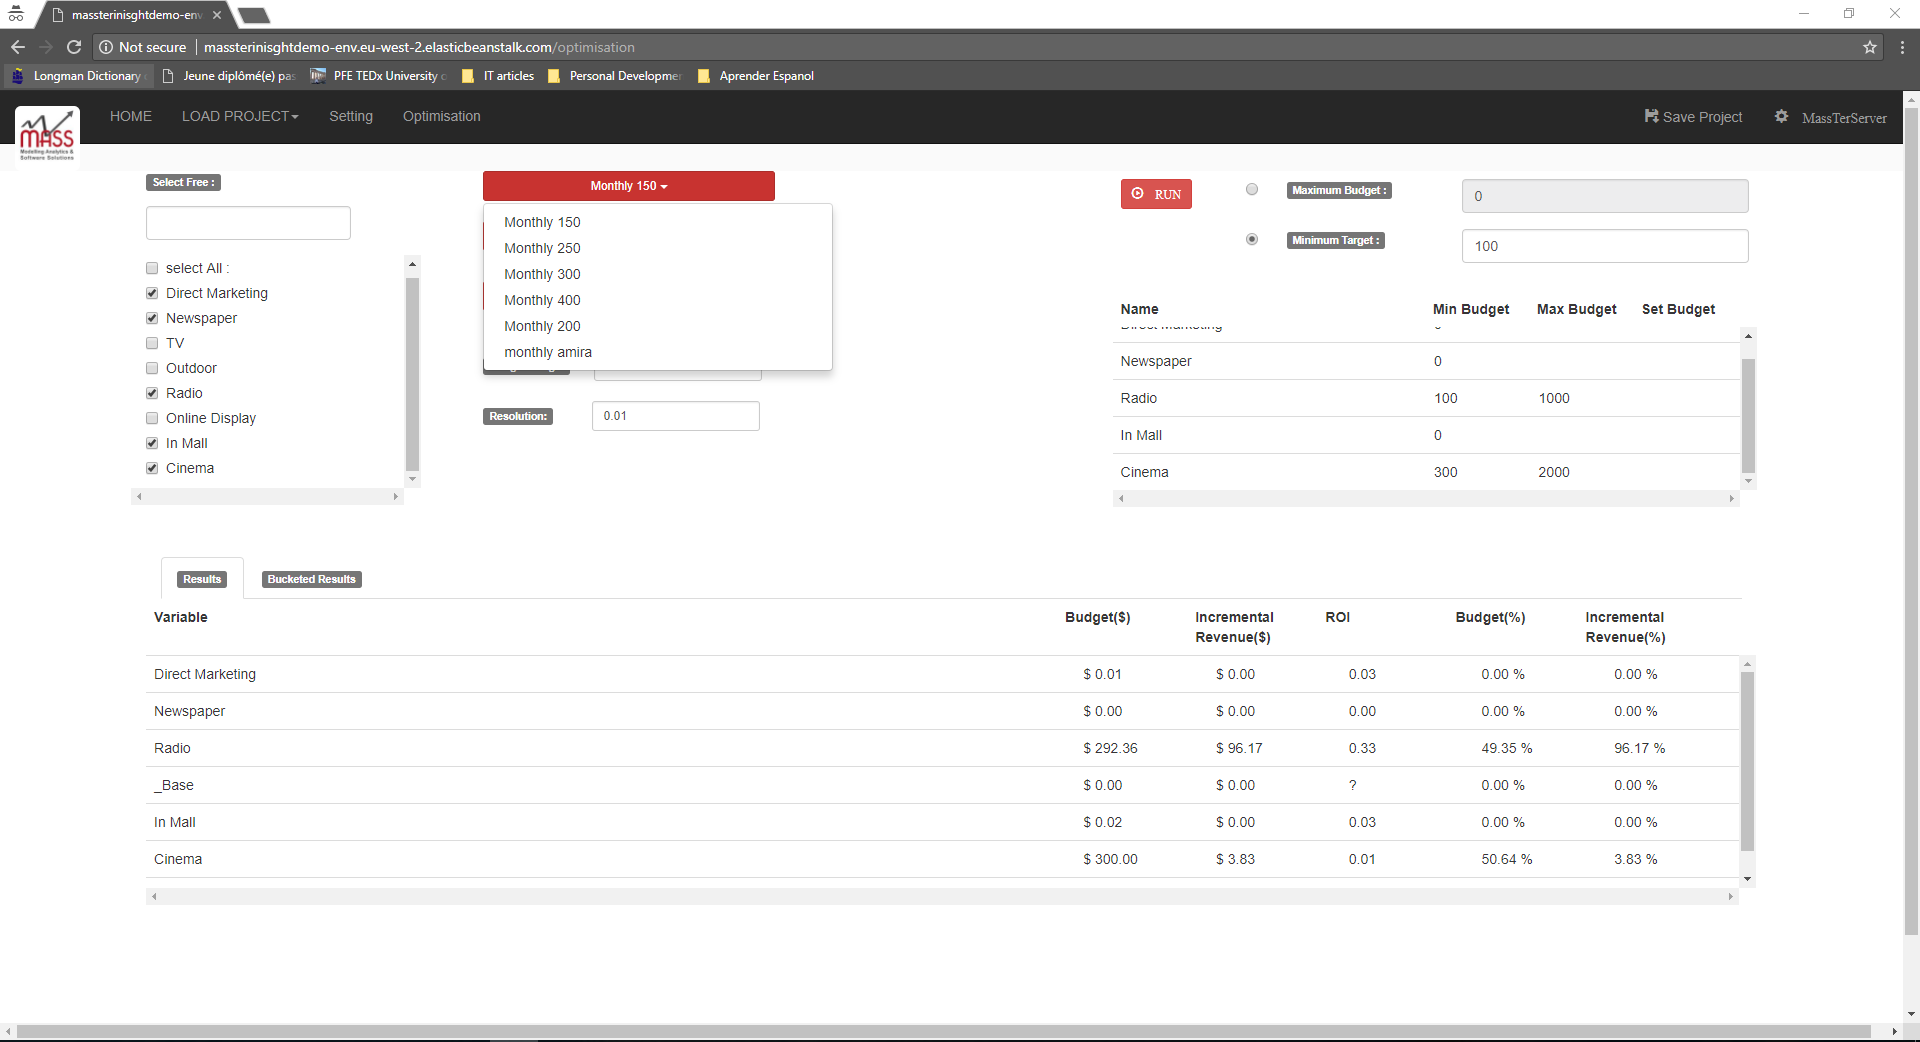 massterinisghtdemo-env
Not secure | massterinisghtdemo-env.eu-west-2.elasticbeanstalk.com/optimisation
Longman Dictionary Jeune diplômé(e) pas PFE TEDx University IT articles Personal Developme Aprender Espanol
MASS
Modelling Analytics &
Software Solutions
HOME LOAD PROJECT Setting Optimisation Save Project MassTerServer
Select Free :
select All :
Direct Marketing
Newspaper
TV
Outdoor
Radio
Online Display
In Mall
Cinema
Monthly 150
Monthly 150
Monthly 250
Monthly 300
Monthly 400
Monthly 200
monthly amira
Resolution: 0.01
RUN
Maximum Budget : 0
Minimum Target : 100
Name Min Budget Max Budget Set Budget
Direct Marketing 0
Newspaper 0
Radio 100 1000
In Mall 0
Cinema 300 2000
Results Bucketed Results
Variable Budget($) Incremental Revenue($) ROI Budget(%) Incremental Revenue(%)
Direct Marketing $ 0.01 $ 0.00 0.03 0.00 % 0.00 %
Newspaper $ 0.00 $ 0.00 0.00 0.00 % 0.00 %
Radio $ 292.36 $ 96.17 0.33 49.35 % 96.17 %
_Base $ 0.00 $ 0.00 ? 0.00 % 0.00 %
In Mall $ 0.02 $ 0.00 0.03 0.00 % 0.00 %
Cinema $ 300.00 $ 3.83 0.01 50.64 % 3.83 %